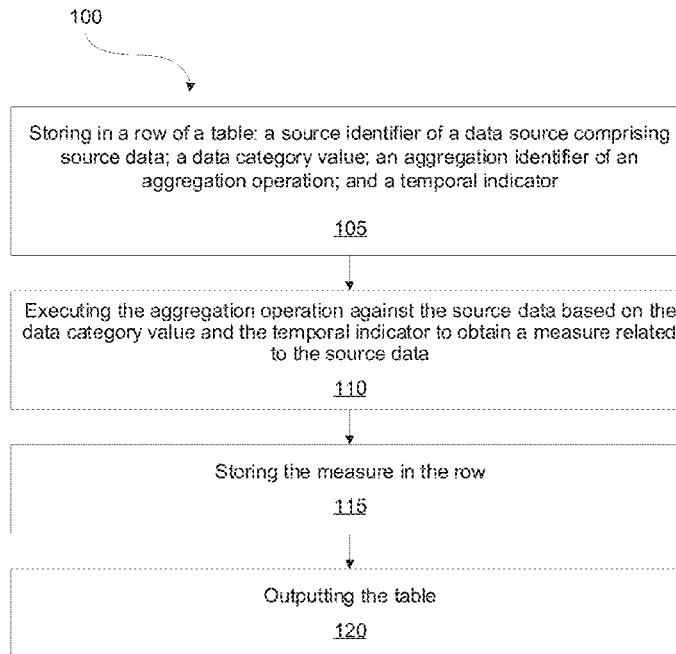 100
Storing in a row of a table: a source identifier of a data source comprising
source data; a data category value; an aggregation identifier of an
aggregation operation; and a temporal indicator
105
Executing the aggregation operation against the source data based on the
data category value and the temporal indicator to obtain a measure related
to the source data
110
Storing the measure in the row
115
Outputting the table
120